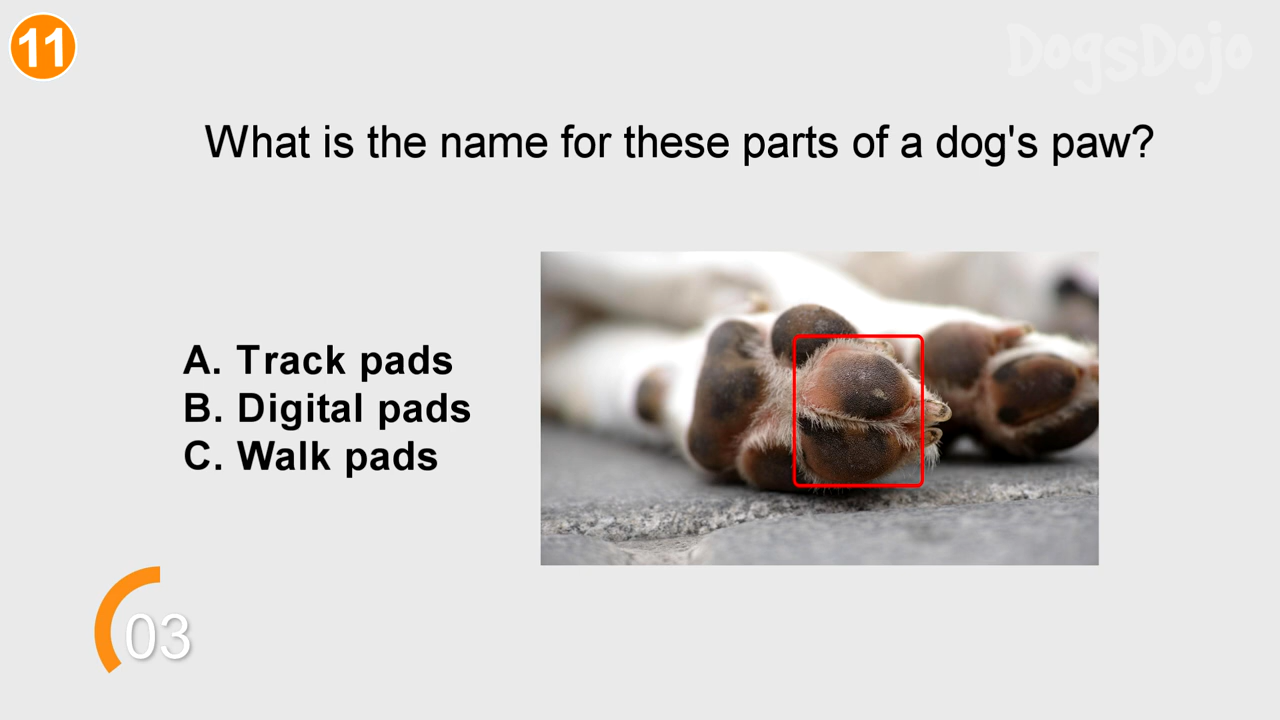 11
DogsDojo
What is the name for these parts of a dog's paw?
A. Track pads
B. Digital pads
C. Walk pads
03